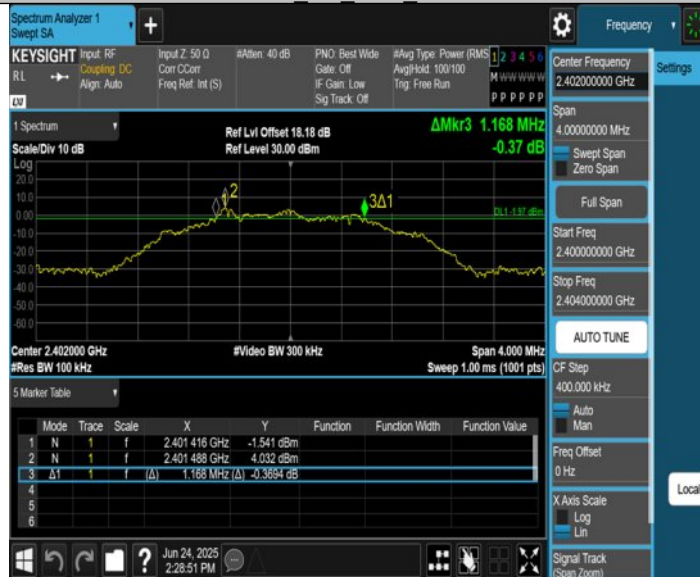 Spectrum Analyzer 1
Swept SA
+
Frequency
KEYSIGHT
RL
LXI
Input: RF
Coupling: DC
Align: Auto
Input Z: 50 Ω
Corr CCorr
Freq Ref: Int (S)
#Atten: 40 dB
PNO: Best Wide
Gate: Off
IF Gain: Low
Sig Track: Off
#Avg Type: Power (RMS
Avg|Hold: 100/100
Trig: Free Run
1 2 3 4 5 6
M W W W W W
P P P P P P
Settings
1 Spectrum
Scale/Div 10 dB
Ref Lvl Offset 18.18 dB
Ref Level 30.00 dBm
ΔMkr3 1.168 MHz
-0.37 dB
Log
20.0
10.0
0.00
-10.0
-20.0
-30.0
-40.0
-50.0
-60.0
2
3Δ1
DL1 -1.97 dBm
Center 2.402000 GHz
#Res BW 100 kHz
#Video BW 300 kHz
Span 4.000 MHz
Sweep 1.00 ms (1001 pts)
5 Marker Table
Mode Trace Scale X Y Function Function Width Function Value
1 N 1 f 2.401 416 GHz -1.541 dBm
2 N 1 f 2.401 488 GHz 4.032 dBm
3 Δ1 1 f (Δ) 1.168 MHz (Δ) -0.3694 dB
4
5
6
Center Frequency
2.402000000 GHz
Span
4.00000000 MHz
Swept Span
Zero Span
Full Span
Start Freq
2.400000000 GHz
Stop Freq
2.404000000 GHz
AUTO TUNE
CF Step
400.000 kHz
Auto
Man
Freq Offset
0 Hz
X Axis Scale
Log
Lin
Signal Track
(Span Zoom)
Local
?
Jun 24, 2025
2:28:51 PM